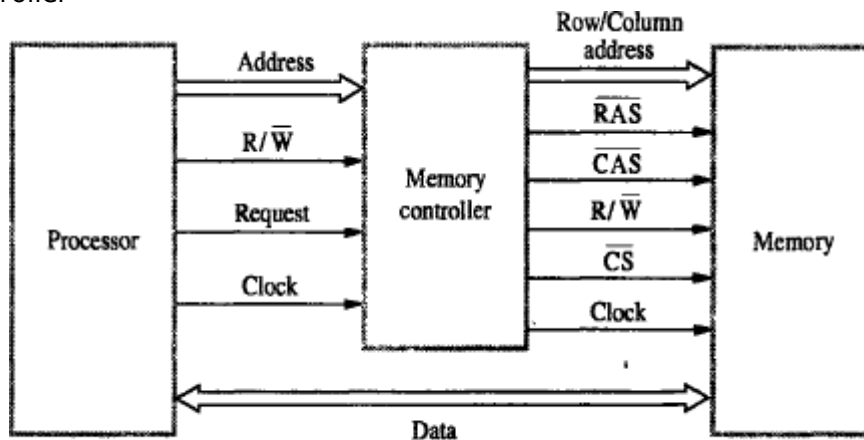 roller
Row/Column
address
Address
RAS
R/W̅
CAS
Memory
controller
R/W̅
Request
Processor
Memory
CS
Clock
Clock
Data